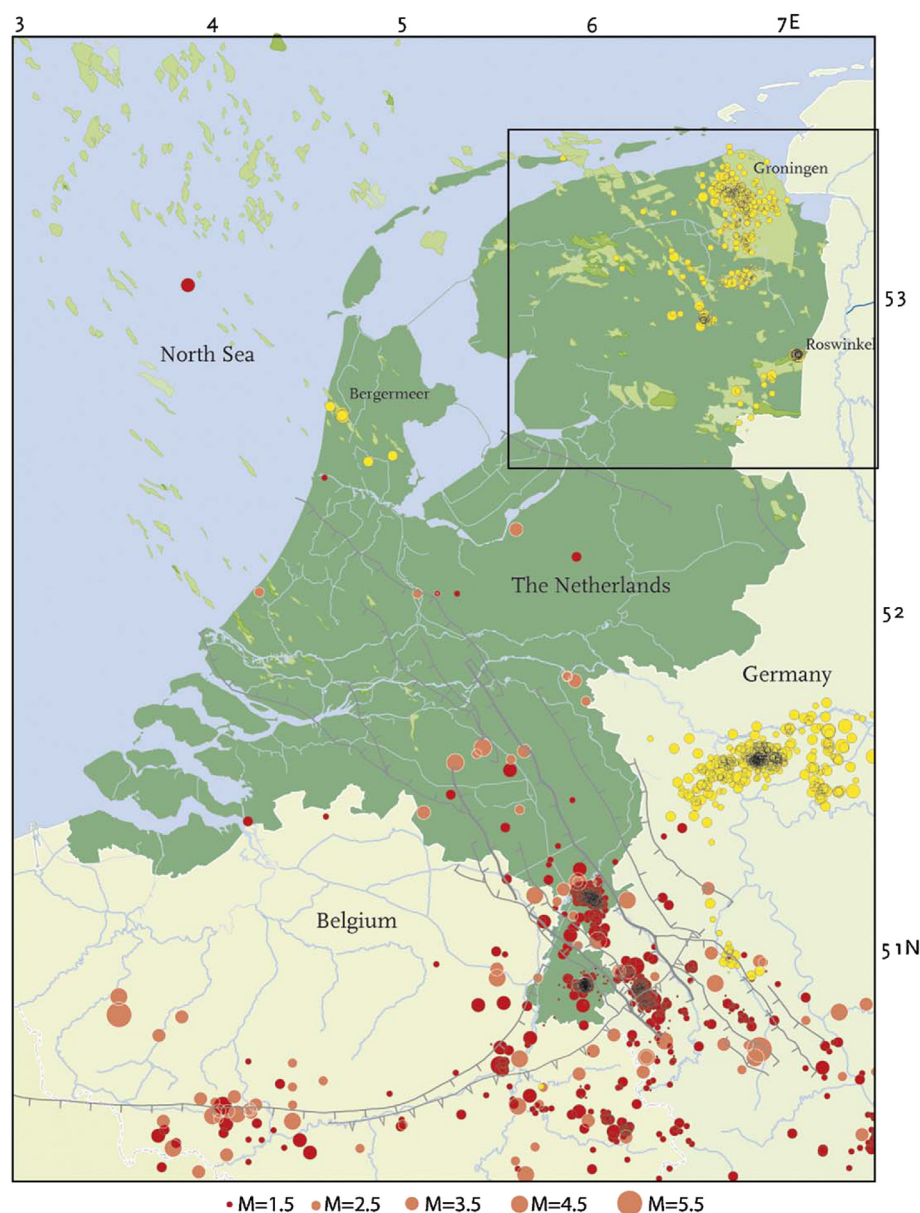 3 4 5 6 7E
Groningen
53
North Sea
Roswinkel
Bergermeer
The Netherlands
52
Germany
Belgium
51N
M=1.5 M=2.5 M=3.5 M=4.5 M=5.5